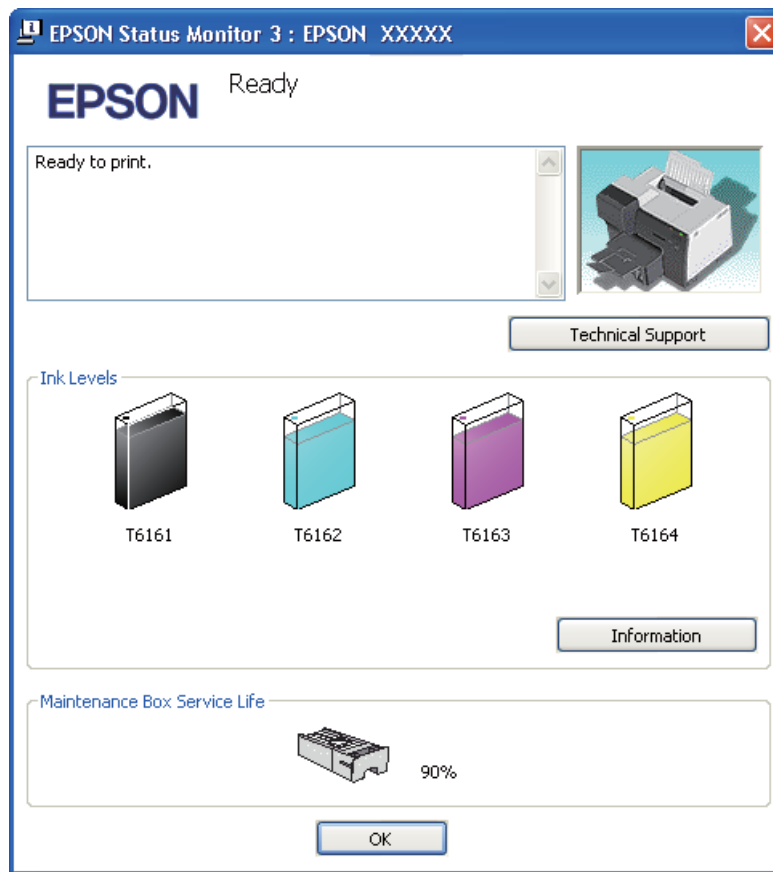 EPSON Status Monitor 3 : EPSON XXXXX
EPSON
Ready
Ready to print.
Technical Support
Ink Levels
T6161
T6162
T6163
T6164
Information
Maintenance Box Service Life
90%
OK